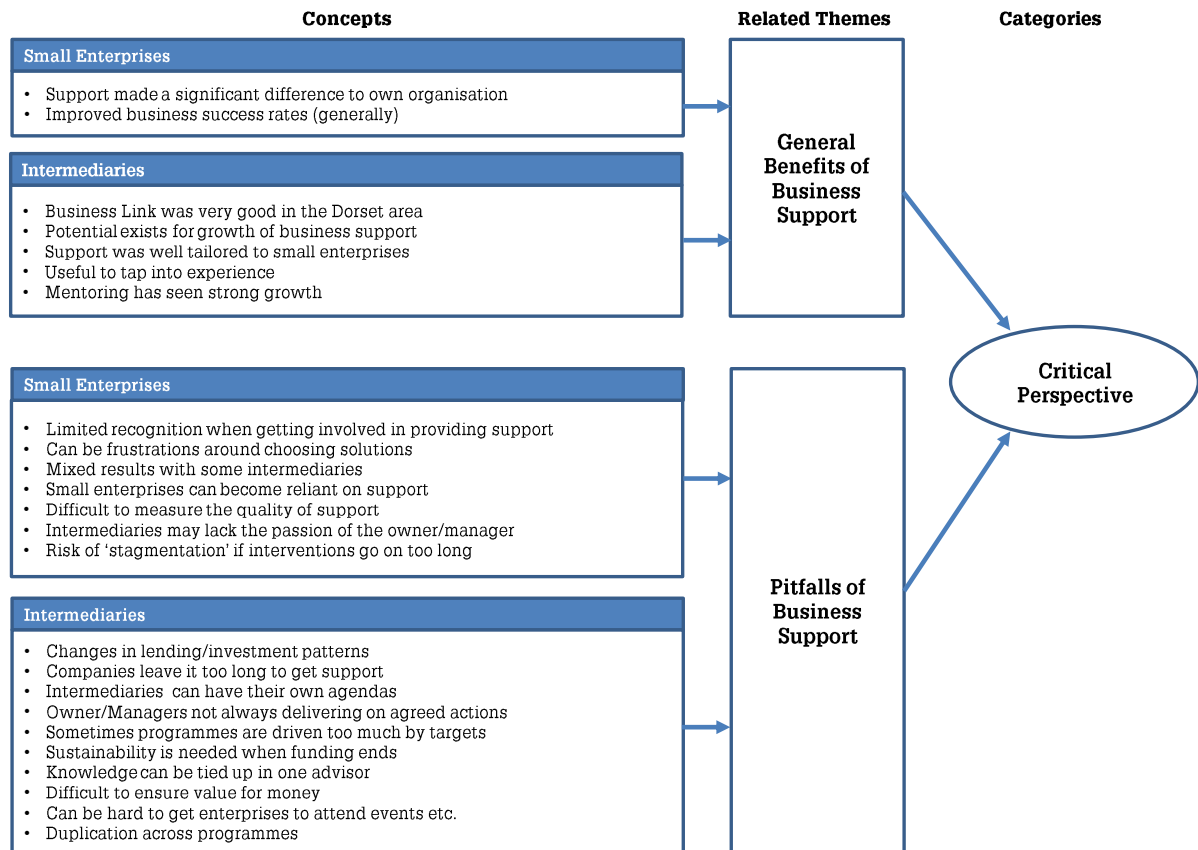 Concepts
Related Themes
Categories
Small Enterprises
• Support made a significant difference to own organisation
• Improved business success rates (generally)
Intermediaries
• Business Link was very good in the Dorset area
• Potential exists for growth of business support
• Support was well tailored to small enterprises
• Useful to tap into experience
• Mentoring has seen strong growth
General
Benefits of
Business
Support
Small Enterprises
• Limited recognition when getting involved in providing support
• Can be frustrations around choosing solutions
• Mixed results with some intermediaries
• Small enterprises can become reliant on support
• Difficult to measure the quality of support
• Intermediaries may lack the passion of the owner/manager
• Risk of ‘stagmentation’ if interventions go on too long
Intermediaries
• Changes in lending/investment patterns
• Companies leave it too long to get support
• Intermediaries can have their own agendas
• Owner/Managers not always delivering on agreed actions
• Sometimes programmes are driven too much by targets
• Sustainability is needed when funding ends
• Knowledge can be tied up in one advisor
• Difficult to ensure value for money
• Can be hard to get enterprises to attend events etc.
• Duplication across programmes
Pitfalls of
Business
Support
Critical
Perspective